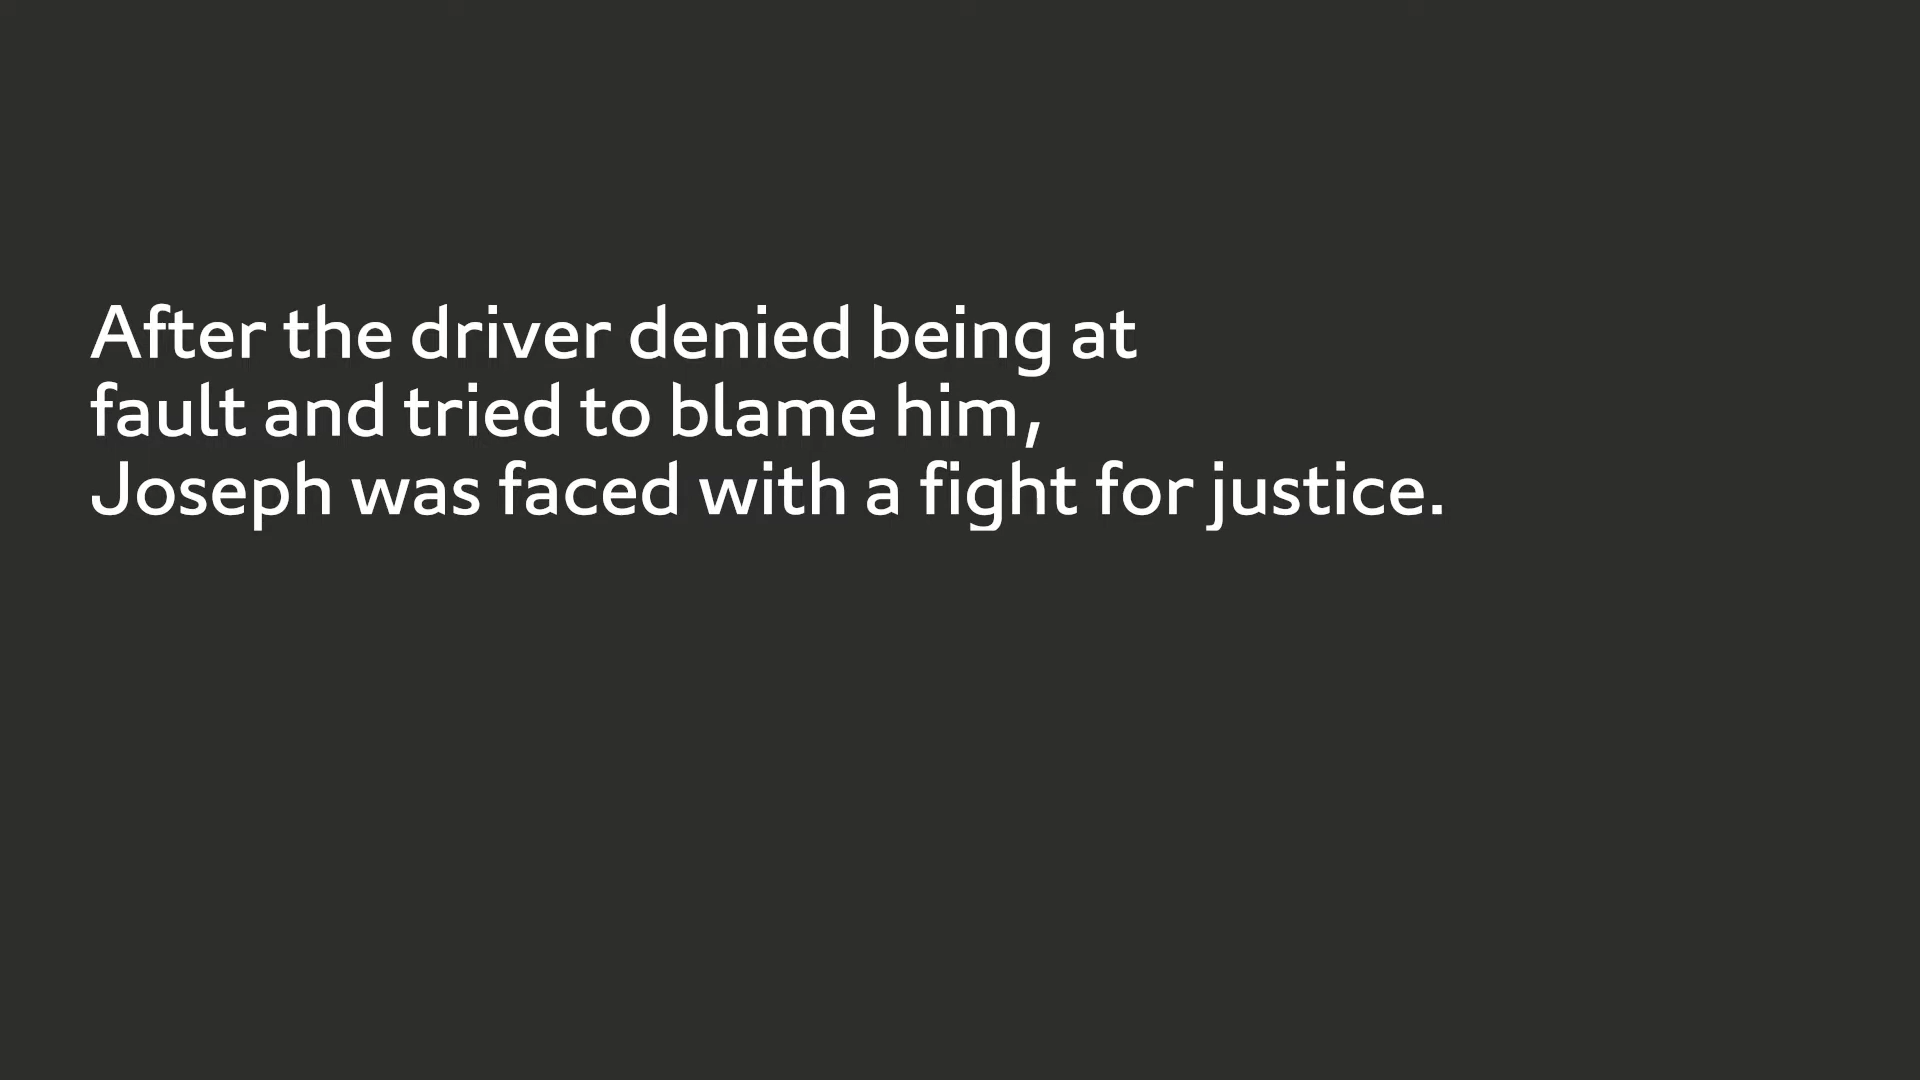 After the driver denied being at
fault and tried to blame him,
Joseph was faced with a fight for justice.